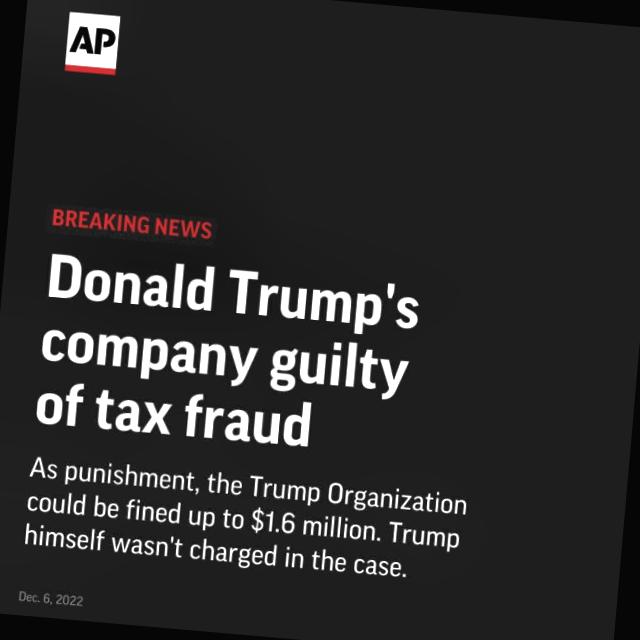 AP
BREAKING NEWS
Donald Trump's
company guilty
of tax fraud
As punishment, the Trump Organization
could be fined up to $1.6 million. Trump
himself wasn't charged in the case.
Dec. 6, 2022